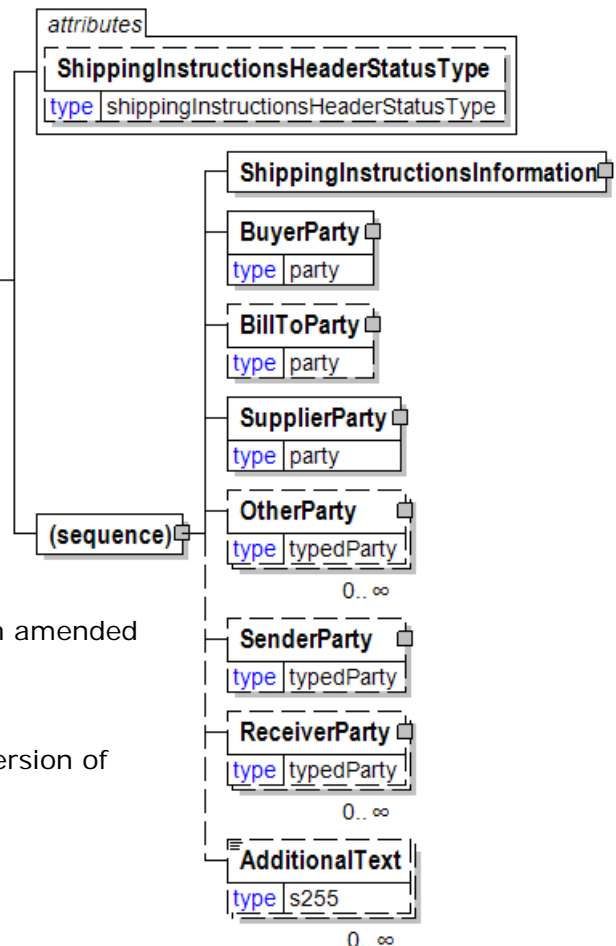 attributes
ShippingInstructionsHeaderStatusType
type shippingInstructionsHeaderStatusType
ShippingInstructionsInformation
BuyerParty
type party
BillToParty
type party
SupplierParty
type party
(sequence)
OtherParty
type typedParty
0.. ∞
amended
SenderParty
type typedParty
ersion of
ReceiverParty
type typedParty
0.. ∞
AdditionalText
type s255
0.. ∞